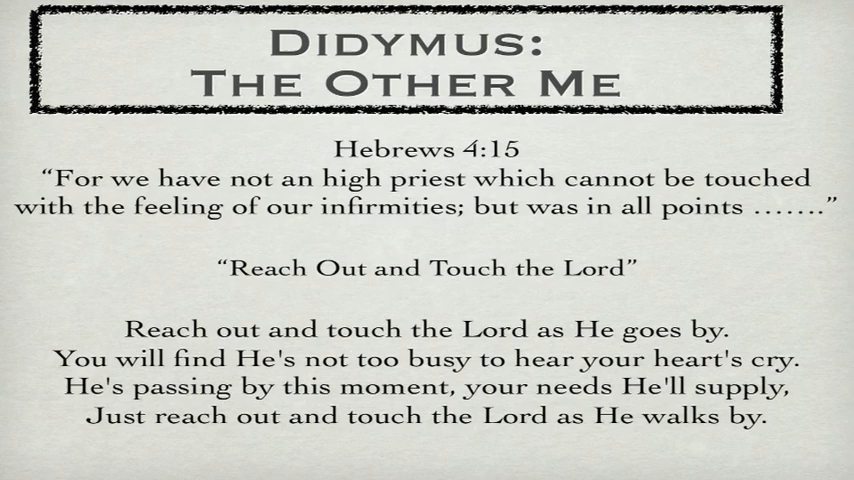 DIDYMUS:
THE OTHER ME
Hebrews 4:15
“For we have not an high priest which cannot be touched
with the feeling of our infirmities; but was in all points …….”
“Reach Out and Touch the Lord”
Reach out and touch the Lord as He goes by.
You will find He's not too busy to hear your heart's cry.
He's passing by this moment, your needs He'll supply,
Just reach out and touch the Lord as He walks by.